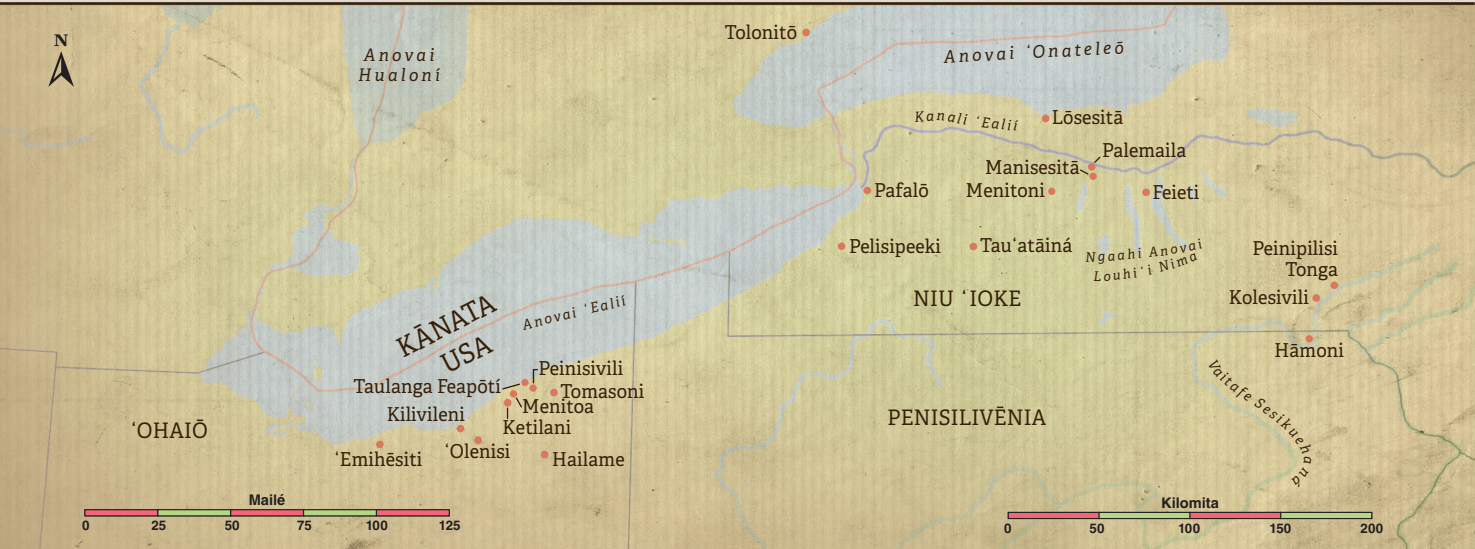 N
Anovai
Hualoní
Tolonitō
Anovai ʻOnateleō
Kanali ʻEalií
Lōsesitā
Palemaila
Manisesitā
Menitoni
Feieti
Pafalō
Pelisipeeki
Tauʻatāiná
Ngaahi Anovai
Louhiʻi Nima
Peinipilisi
Tonga
Kolesivili
Hāmoni
NIU ʻIOKE
KĀNATA
USA
Anovai ʻEalií
Peinisivili
Taulanga Feapōtí
Tomasoni
Menitoa
Kilivileni
Ketilani
ʻOHAIŌ
ʻEmihēsiti
ʻOlenisi
Hailame
PENISILIVĒNIA
Vaitafe Sesikuehaná
Mailé
0 25 50 75 100 125
Kilomita
0 50 100 150 200